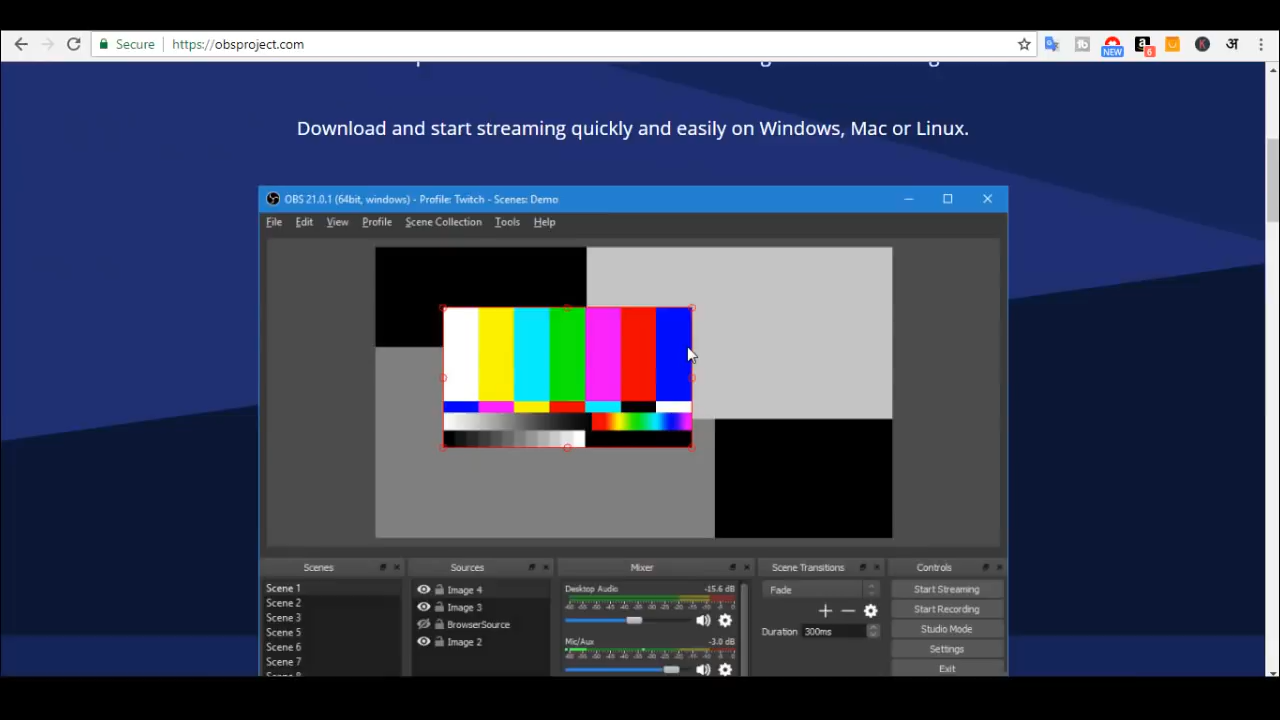 Secure
https://obsproject.com
NEW
6
K
अ
Download and start streaming quickly and easily on Windows, Mac or Linux.
OBS 21.0.1 (64bit, windows) - Profile: Twitch - Scenes: Demo
File Edit View Profile Scene Collection Tools Help
Scenes
Sources
Mixer
Scene Transitions
Controls
Scene 1
Scene 2
Scene 3
Scene 5
Scene 6
Scene 7
Image 4
Image 3
BrowserSource
Image 2
Desktop Audio -15.6 dB
Mic/Aux -3.0 dB
Fade
Duration 300ms
Start Streaming
Start Recording
Studio Mode
Settings
Exit